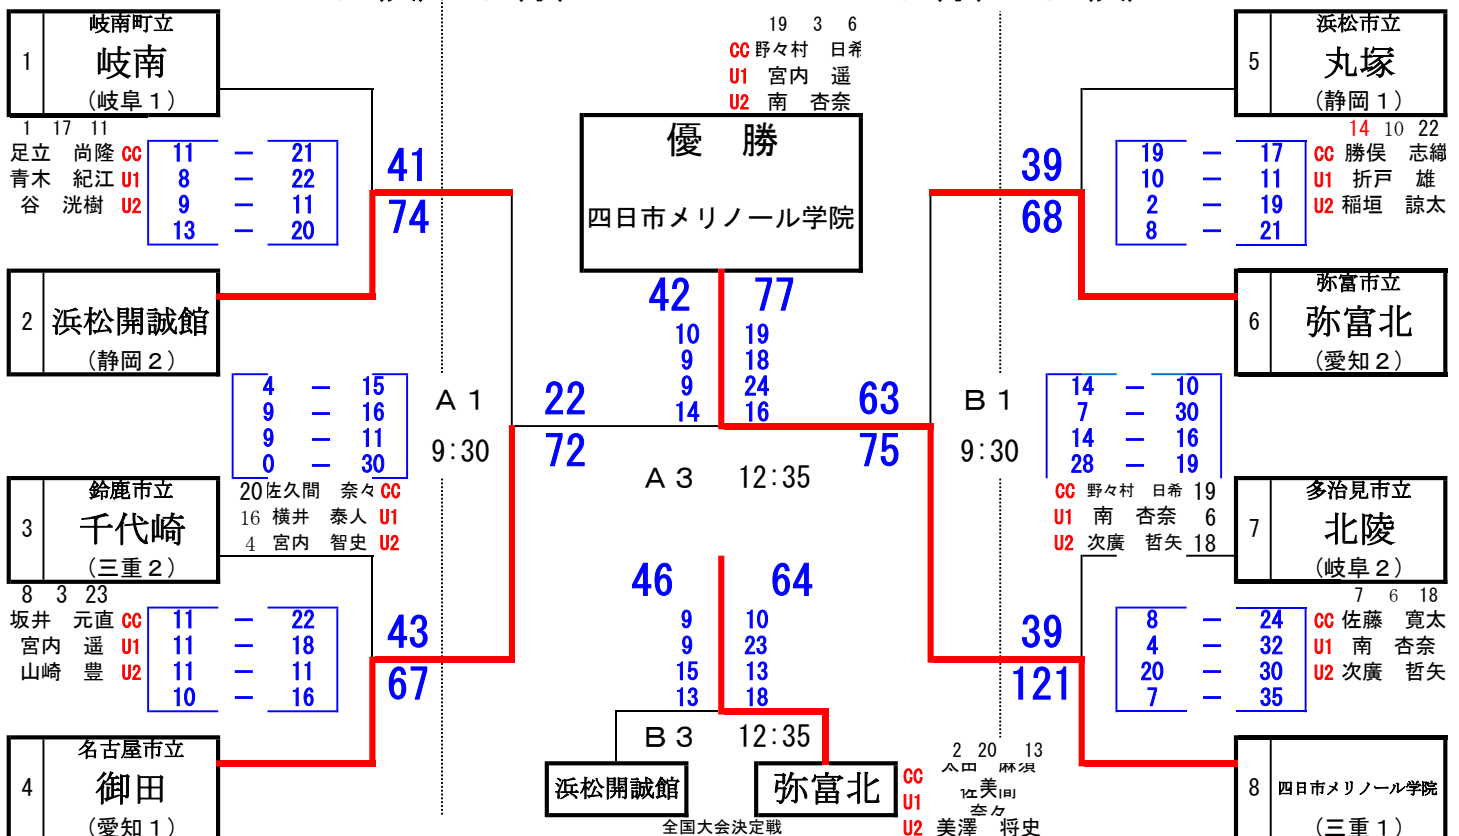 岐南町立
1
岐南
(岐阜１)
1 17 11
足立 尚隆 CC
青木 紀江 U1
谷 洸樹 U2
11 － 21
8 － 22
9 － 11
13 － 20
41
74
2
浜松開誠館
(静岡２)
4 － 15
9 － 16
9 － 11
0 － 30
Ａ１
9:30
22
72
20 佐久間 奈々 CC
16 横井 泰人 U1
4 宮内 智史 U2
鈴鹿市立
3
千代崎
(三重２)
8 3 23
坂井 元直 CC
宮内 遥 U1
山崎 豊 U2
11 － 22
11 － 18
11 － 11
10 － 16
43
67
名古屋市立
4
御田
(愛知１)
19 3 6
CC 野々村 日希
U1 宮内 遥
U2 南 杏奈
優 勝
四日市メリノール学院
42 77
10 19
9 18
9 24
14 16
Ａ３ 12:35
46 64
9 10
9 23
15 13
13 18
Ｂ３ 12:35
浜松開誠館
弥富北
全国大会決定戦
2 20 13
CC
U1
U2 美澤 将史
浜松市立
5
丸塚
(静岡１)
14 10 22
CC 勝俣 志織
U1 折戸 雄
U2 稲垣 諒太
19 － 17
10 － 11
2 － 19
8 － 21
39
68
弥富市立
6
弥富北
(愛知２)
63
75
Ｂ１
9:30
14 － 10
7 － 30
14 － 16
28 － 19
CC 野々村 日希 19
U1 南 杏奈 6
U2 次廣 哲矢 18
多治見市立
7
北陵
(岐阜２)
7 6 18
CC 佐藤 寛太
U1 南 杏奈
U2 次廣 哲矢
8 － 24
4 － 32
20 － 30
7 － 35
39
121
8
四日市メリノール学院
(三重１)